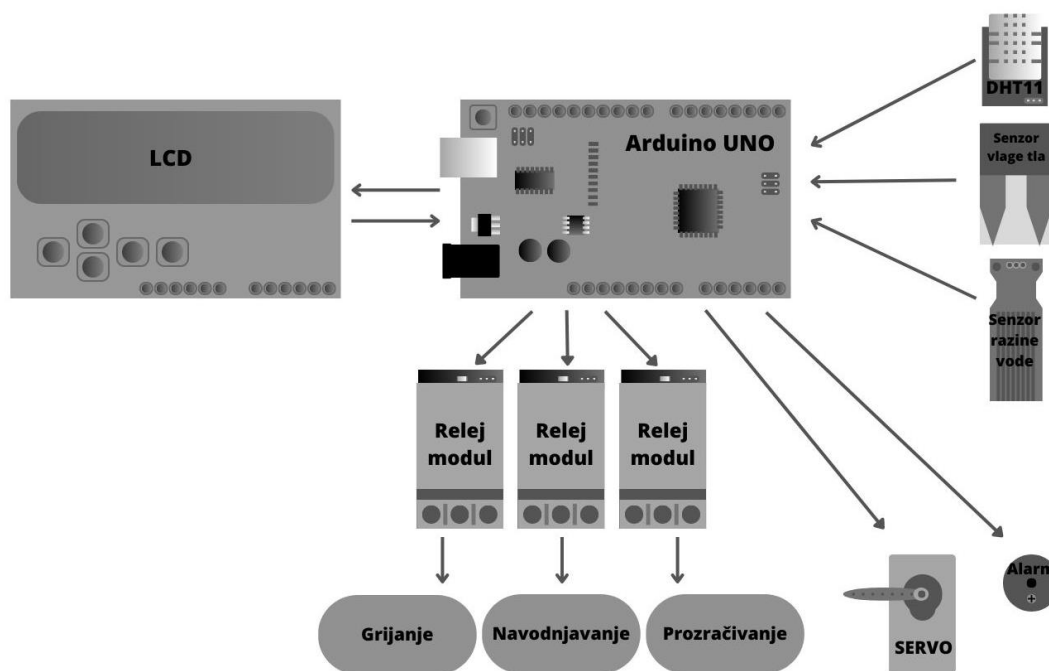 LCD
Arduino UNO
DHT11
Senzor
vlage tla
Senzor
razine
vode
Relej
modul
Relej
modul
Relej
modul
Grijanje
Navodnjavanje
Prozračivanje
SERVO
Alarm